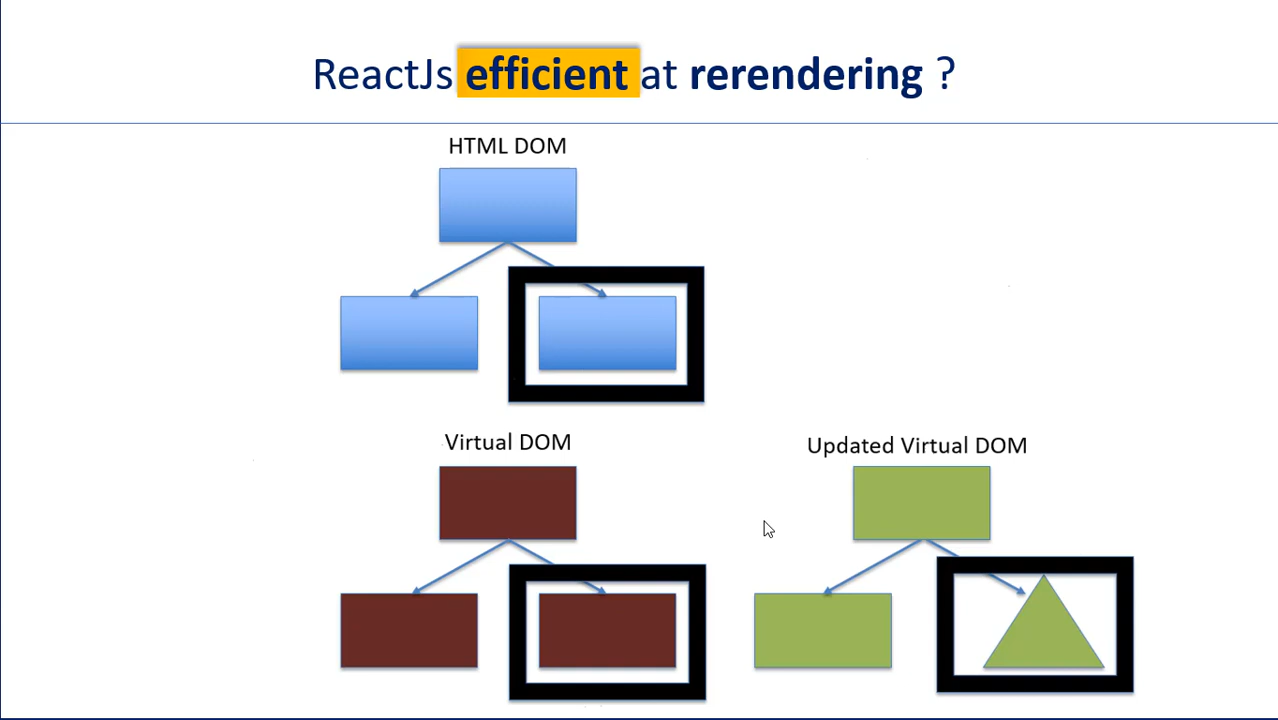 ReactJs efficient at rerendering ?
HTML DOM
Virtual DOM
Updated Virtual DOM